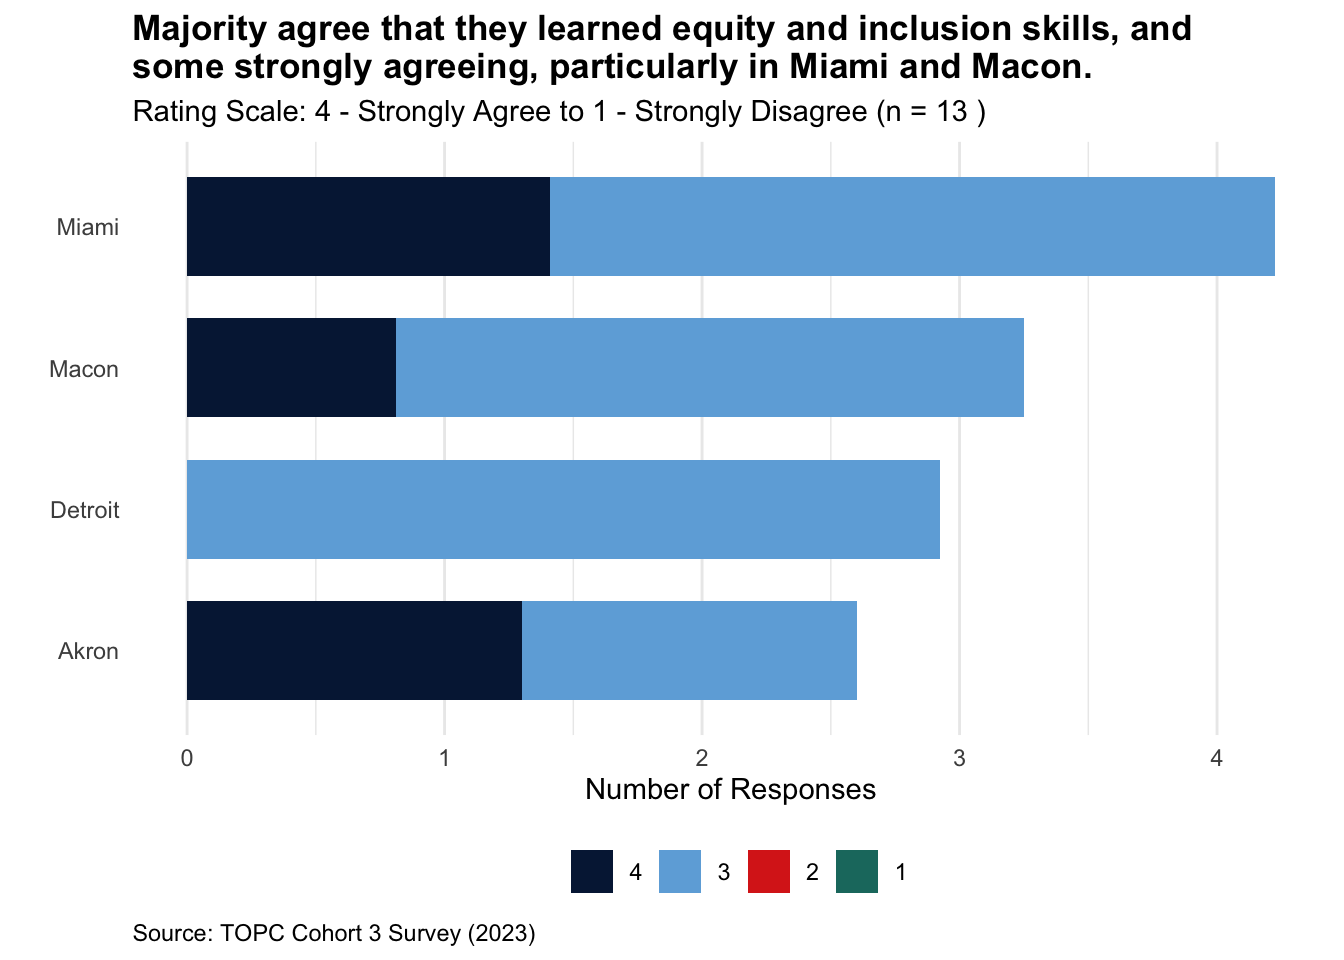 Majority agree that they learned equity and inclusion skills, and
some strongly agreeing, particularly in Miami and Macon.
Rating Scale: 4 - Strongly Agree to 1 - Strongly Disagree (n = 13 )
Miami
Macon
Detroit
Akron
0 1 2 3 4
Number of Responses
4 3 2 1
Source: TOPC Cohort 3 Survey (2023)